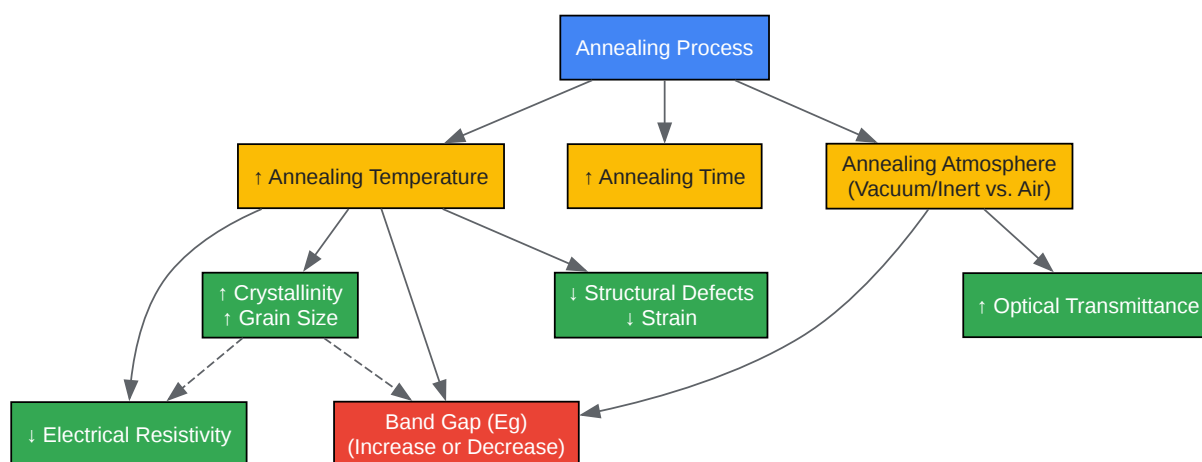 Annealing Process
↑ Annealing Temperature
↑ Annealing Time
Annealing Atmosphere
(Vacuum/Inert vs. Air)
↑ Crystallinity
↑ Grain Size
↓ Structural Defects
↓ Strain
↑ Optical Transmittance
↓ Electrical Resistivity
Band Gap (Eg)
(Increase or Decrease)